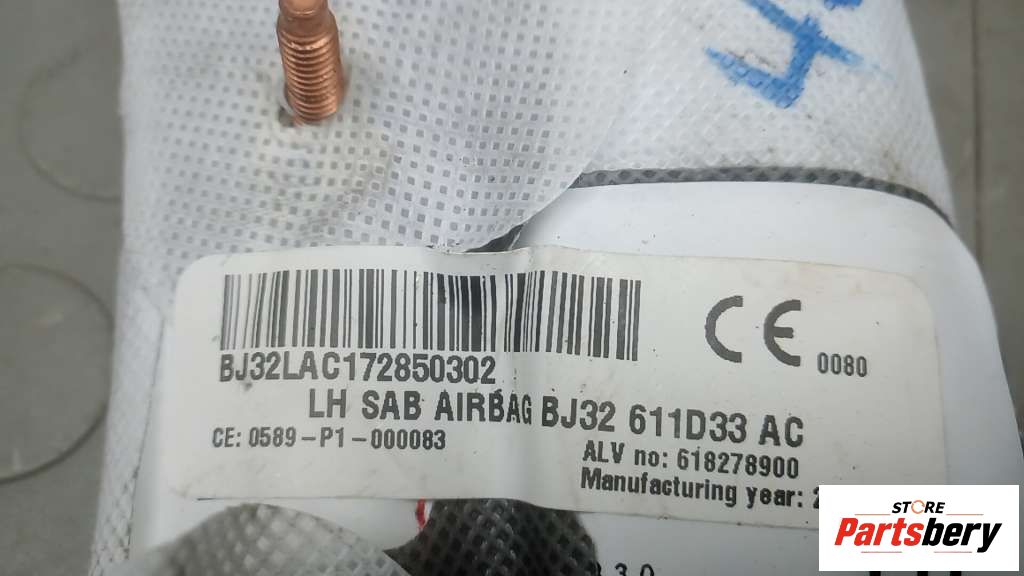 BJ32LAC172850302
CE 0080
LH SAB AIRBAG BJ32 611D33 AC
CE: 0589-P1-000083
ALV no: 618278900
Manufacturing year: 2
STORE
Partsbery